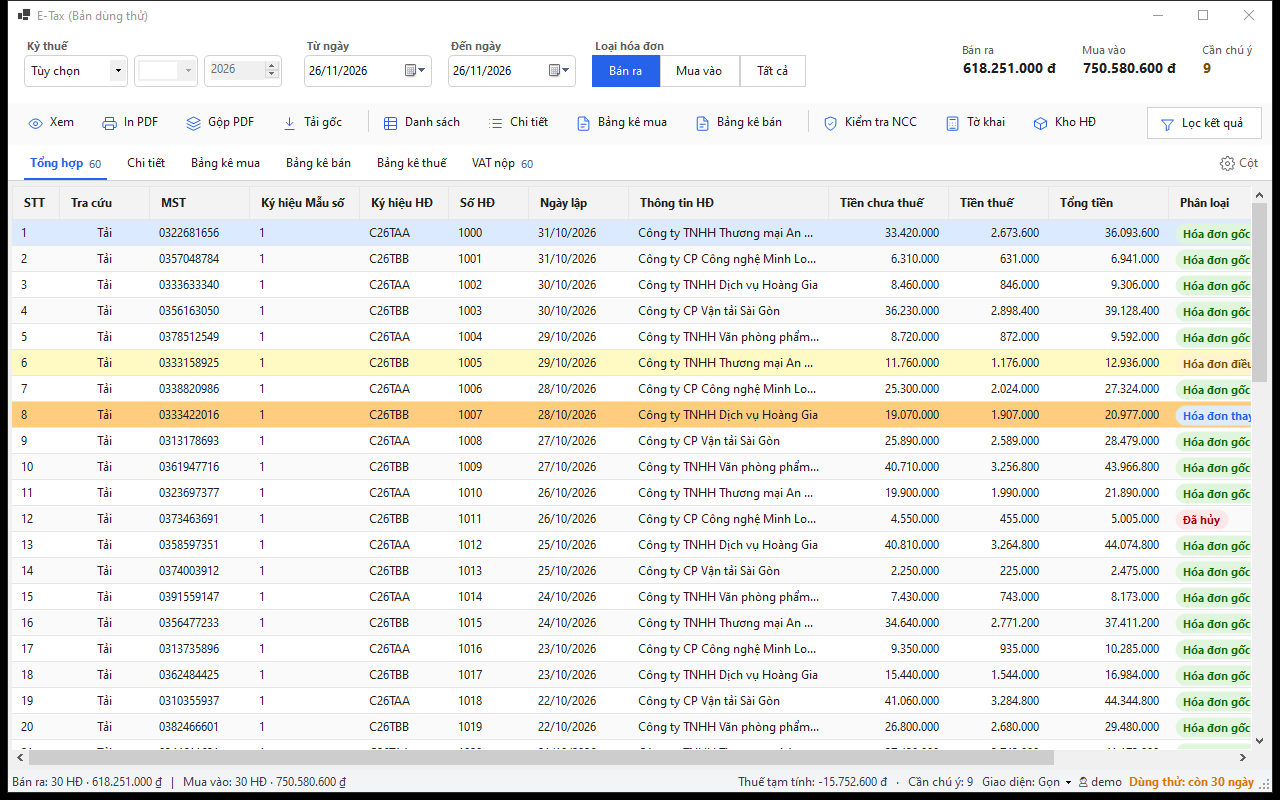 E-Tax (Bản dùng thử)
Kỳ thuế Từ ngày Đến ngày Loại hóa đơn Bán ra Mua vào Cần chú ý
Tùy chọn 2026 26/11/2026 26/11/2026 Bán ra Mua vào Tất cả 618.251.000 đ 750.580.600 đ 9
Xem In PDF Gộp PDF Tải gốc Danh sách Chi tiết Bảng kê mua Bảng kê bán Kiểm tra NCC Tờ khai Kho HĐ Lọc kết quả
Tổng hợp 60 Chi tiết Bảng kê mua Bảng kê bán Bảng kê thuế VAT nộp 60 Cột
STT Tra cứu MST Ký hiệu Mẫu số Ký hiệu HĐ Số HĐ Ngày lập Thông tin HĐ Tiền chưa thuế Tiền thuế Tổng tiền Phân loại
1 Tải 0322681656 1 C26TAA 1000 31/10/2026 Công ty TNHH Thương mại An ... 33.420.000 2.673.600 36.093.600 Hóa đơn gốc
2 Tải 0357048784 1 C26TBB 1001 31/10/2026 Công ty CP Công nghệ Minh Lo... 6.310.000 631.000 6.941.000 Hóa đơn gốc
3 Tải 0333633340 1 C26TAA 1002 30/10/2026 Công ty TNHH Dịch vụ Hoàng Gia 8.460.000 846.000 9.306.000 Hóa đơn gốc
4 Tải 0356163050 1 C26TBB 1003 30/10/2026 Công ty CP Vận tải Sài Gòn 36.230.000 2.898.400 39.128.400 Hóa đơn gốc
5 Tải 0378512549 1 C26TAA 1004 29/10/2026 Công ty TNHH Văn phòng phẩm... 8.720.000 872.000 9.592.000 Hóa đơn gốc
6 Tải 0333158925 1 C26TBB 1005 29/10/2026 Công ty TNHH Thương mại An ... 11.760.000 1.176.000 12.936.000 Hóa đơn điều
7 Tải 0338820986 1 C26TAA 1006 28/10/2026 Công ty CP Công nghệ Minh Lo... 25.300.000 2.024.000 27.324.000 Hóa đơn gốc
8 Tải 0333422016 1 C26TBB 1007 28/10/2026 Công ty TNHH Dịch vụ Hoàng Gia 19.070.000 1.907.000 20.977.000 Hóa đơn thay
9 Tải 0313178693 1 C26TAA 1008 27/10/2026 Công ty CP Vận tải Sài Gòn 25.890.000 2.589.000 28.479.000 Hóa đơn gốc
10 Tải 0361947716 1 C26TBB 1009 27/10/2026 Công ty TNHH Văn phòng phẩm... 40.710.000 3.256.800 43.966.800 Hóa đơn gốc
11 Tải 0323697377 1 C26TAA 1010 26/10/2026 Công ty TNHH Thương mại An ... 19.900.000 1.990.000 21.890.000 Hóa đơn gốc
12 Tải 0373463691 1 C26TBB 1011 26/10/2026 Công ty CP Công nghệ Minh Lo... 4.550.000 455.000 5.005.000 Đã hủy
13 Tải 0358597351 1 C26TAA 1012 25/10/2026 Công ty TNHH Dịch vụ Hoàng Gia 40.810.000 3.264.800 44.074.800 Hóa đơn gốc
14 Tải 0374003912 1 C26TBB 1013 25/10/2026 Công ty CP Vận tải Sài Gòn 2.250.000 225.000 2.475.000 Hóa đơn gốc
15 Tải 0391559147 1 C26TAA 1014 24/10/2026 Công ty TNHH Văn phòng phẩm... 7.430.000 743.000 8.173.000 Hóa đơn gốc
16 Tải 0356477233 1 C26TBB 1015 24/10/2026 Công ty TNHH Thương mại An ... 34.640.000 2.771.200 37.411.200 Hóa đơn gốc
17 Tải 0313735896 1 C26TAA 1016 23/10/2026 Công ty CP Công nghệ Minh Lo... 9.350.000 935.000 10.285.000 Hóa đơn gốc
18 Tải 0362484425 1 C26TBB 1017 23/10/2026 Công ty TNHH Dịch vụ Hoàng Gia 15.440.000 1.544.000 16.984.000 Hóa đơn gốc
19 Tải 0310355937 1 C26TAA 1018 22/10/2026 Công ty CP Vận tải Sài Gòn 41.060.000 3.284.800 44.344.800 Hóa đơn gốc
20 Tải 0382466601 1 C26TBB 1019 22/10/2026 Công ty TNHH Văn phòng phẩm... 26.800.000 2.680.000 29.480.000 Hóa đơn gốc
Bán ra: 30 HĐ · 618.251.000 ₫ | Mua vào: 30 HĐ · 750.580.600 ₫ Thuế tạm tính: -15.752.600 đ · Cần chú ý: 9 Giao diện: Gọn demo Dùng thử: còn 30 ngày